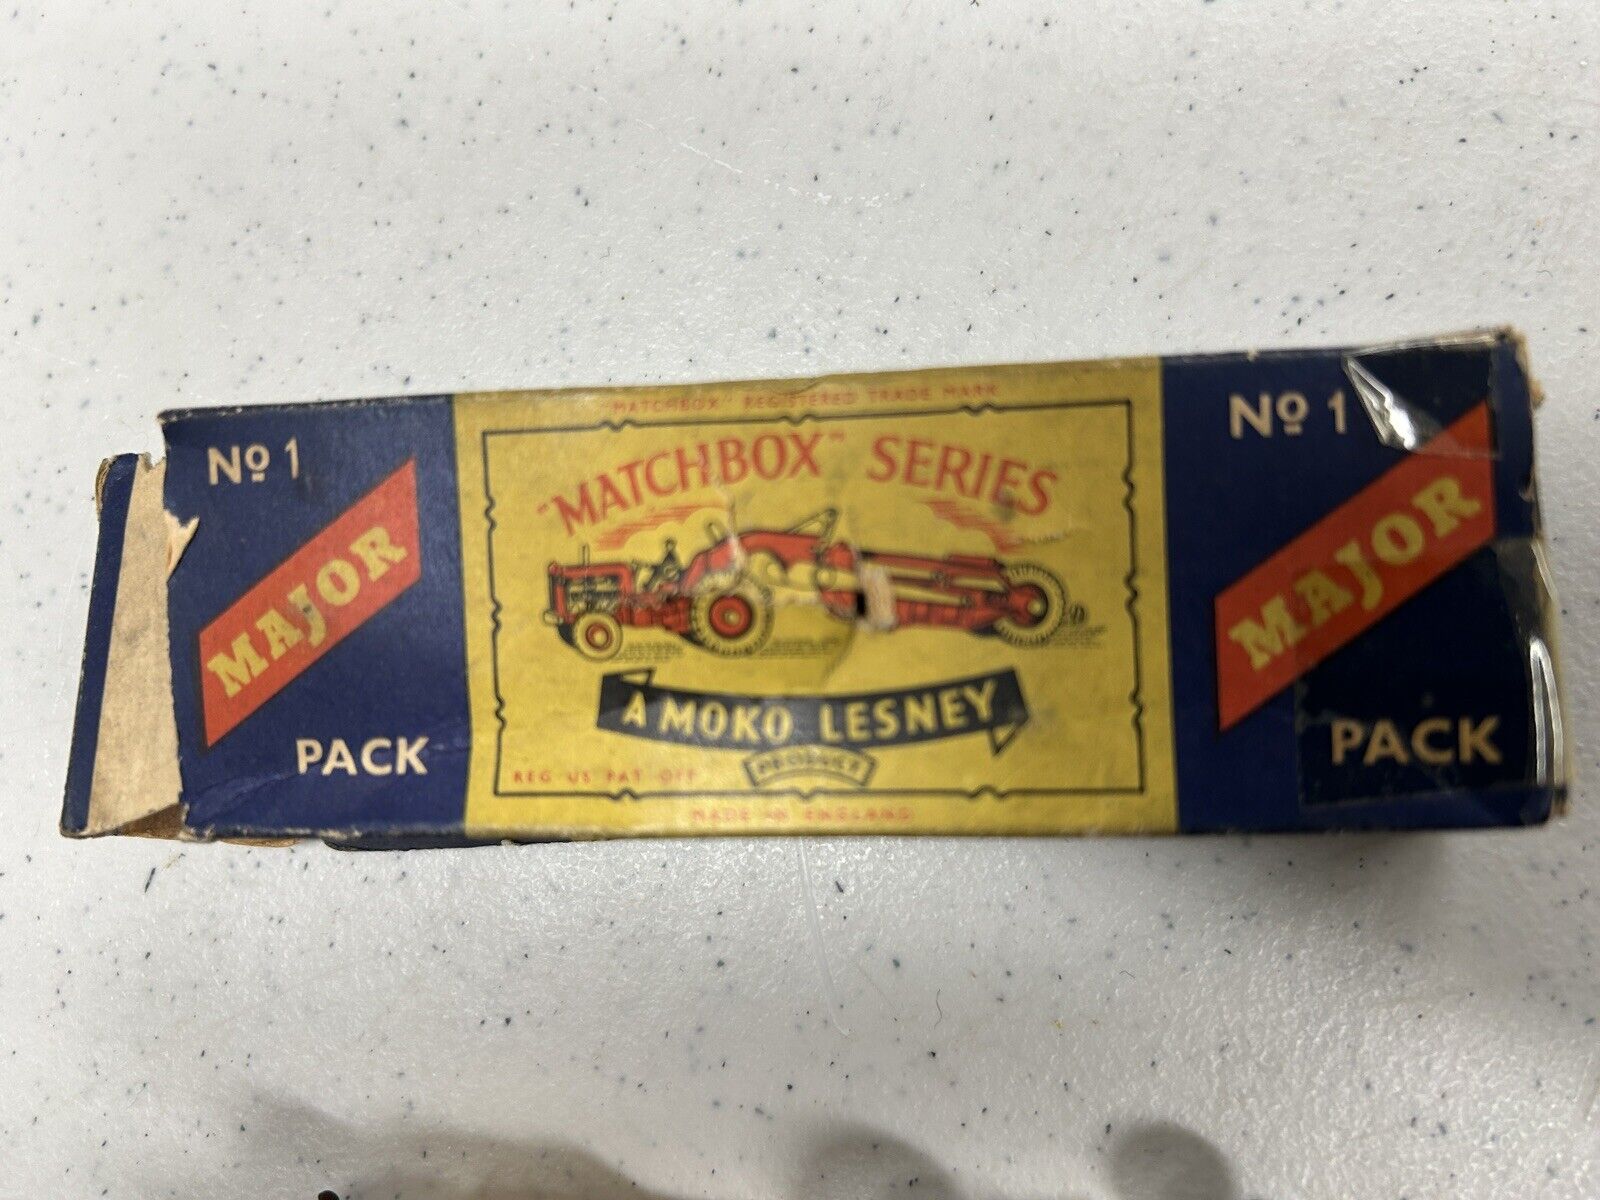 No 1
MAJOR
PACK
"MATCHBOX" REGISTERED TRADE MARK
"MATCHBOX" SERIES
A MOKO LESNEY
PRODUCT
REG US PAT OFF
MADE IN ENGLAND
No 1
MAJOR
PACK